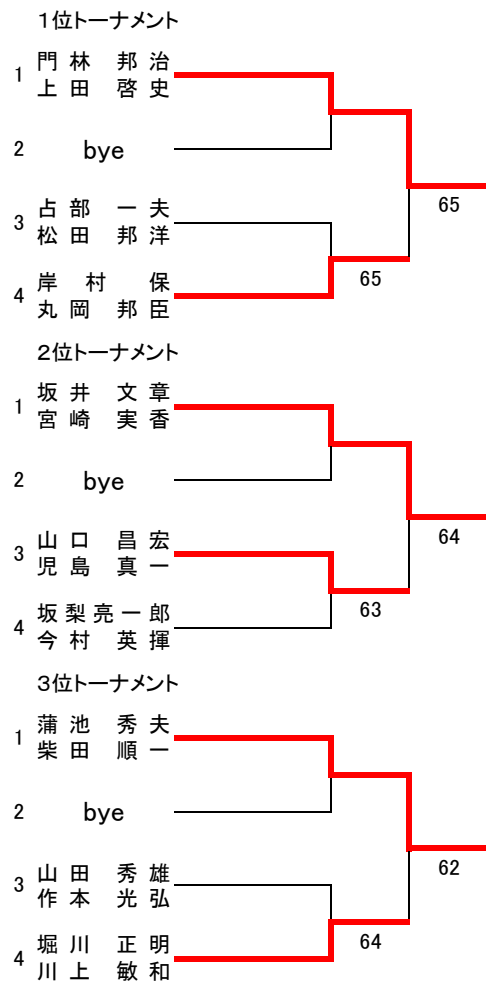 1位トーナメント
1 門林 邦治
上田 啓史
2 bye
65
3 占部 一夫
松田 邦洋
65
4 岸村 保
丸岡 邦臣
2位トーナメント
1 坂井 文章
宮崎 実香
2 bye
64
3 山口 昌宏
児島 真一
63
4 坂梨亮一郎
今村 英揮
3位トーナメント
1 蒲池 秀夫
柴田 順一
2 bye
62
3 山田 秀雄
作本 光弘
64
4 堀川 正明
川上 敏和